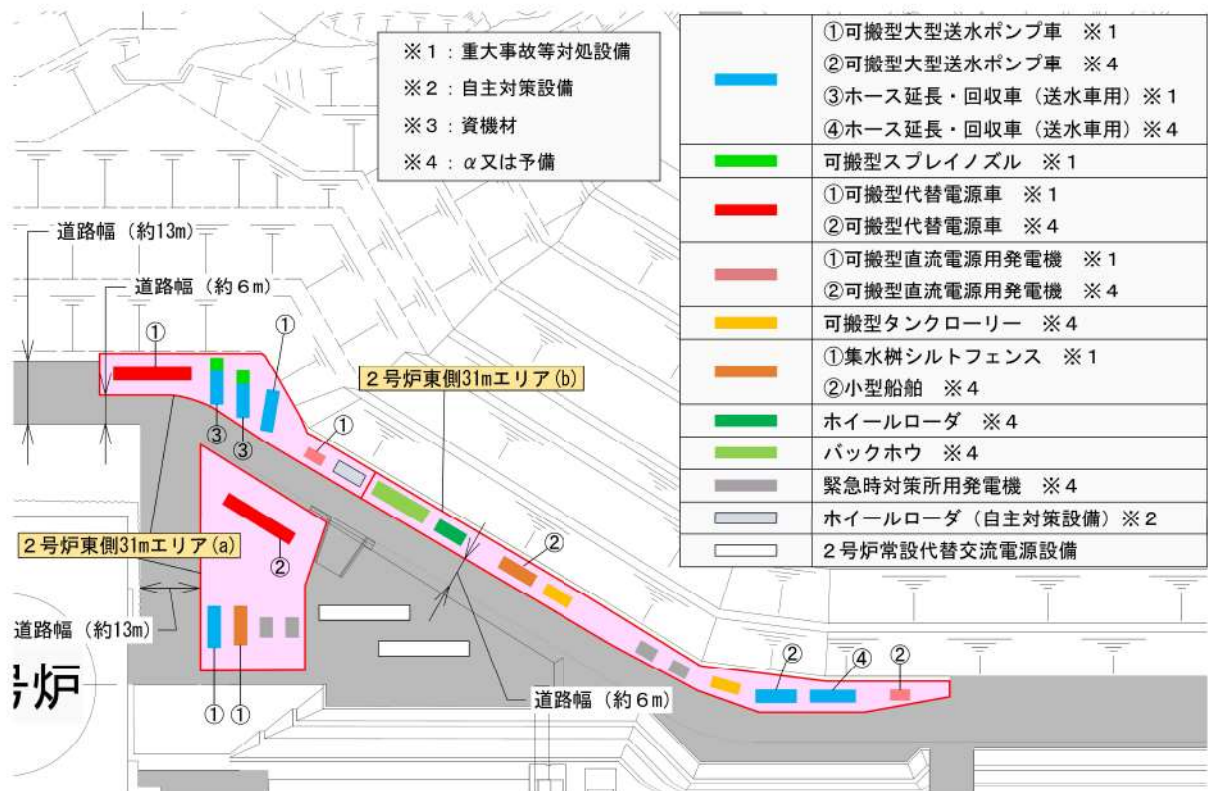 ※１：重大事故等対処設備
※２：自主対策設備
※３：資機材
※４：α又は予備
①可搬型大型送水ポンプ車　※１
②可搬型大型送水ポンプ車　※４
③ホース延長・回収車（送水車用）※１
④ホース延長・回収車（送水車用）※４
可搬型スプレイノズル　※１
①可搬型代替電源車　※１
②可搬型代替電源車　※４
①可搬型直流電源用発電機　※１
②可搬型直流電源用発電機　※４
可搬型タンクローリー　※４
①集水桝シルトフェンス　※１
②小型船舶　※４
ホイールローダ　※４
バックホウ　※４
緊急時対策所用発電機　※４
ホイールローダ（自主対策設備）※２
２号炉常設代替交流電源設備
道路幅（約13m）
道路幅（約６m）
①
①
２号炉東側31mエリア(b)
③
③
①
②
２号炉東側31mエリア(a)
②
道路幅（約13m）
②
④
②
号炉
①
①
道路幅（約６m）